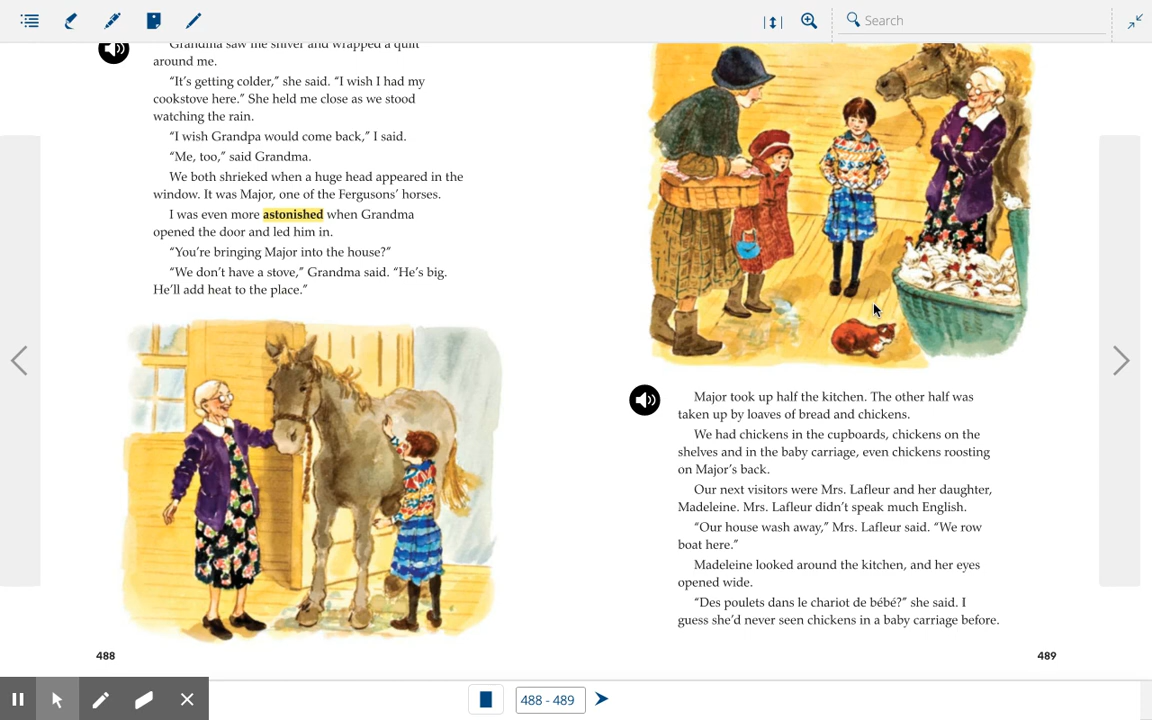 Search
Grandma saw me shiver and wrapped a quilt
around me.
“It’s getting colder,” she said. “I wish I had my
cookstove here.” She held me close as we stood
watching the rain.
“I wish Grandpa would come back,” I said.
“Me, too,” said Grandma.
We both shrieked when a huge head appeared in the
window. It was Major, one of the Fergusons’ horses.
I was even more astonished when Grandma
opened the door and led him in.
“You’re bringing Major into the house?”
“We don’t have a stove,” Grandma said. “He’s big.
He’ll add heat to the place.”
488
Major took up half the kitchen. The other half was
taken up by loaves of bread and chickens.
We had chickens in the cupboards, chickens on the
shelves and in the baby carriage, even chickens roosting
on Major’s back.
Our next visitors were Mrs. Lafleur and her daughter,
Madeleine. Mrs. Lafleur didn’t speak much English.
“Our house wash away,” Mrs. Lafleur said. “We row
boat here.”
Madeleine looked around the kitchen, and her eyes
opened wide.
“Des poulets dans le chariot de bébé?” she said. I
guess she’d never seen chickens in a baby carriage before.
489
488 - 489